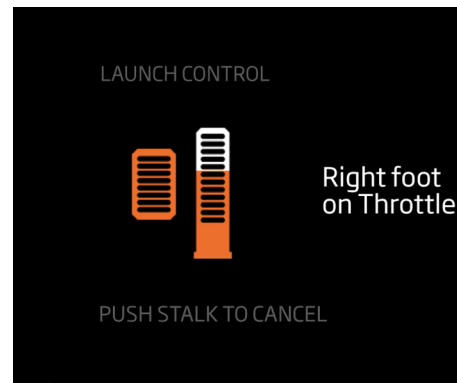 LAUNCH CONTROL
Right foot
on Throttle
PUSH STALK TO CANCEL